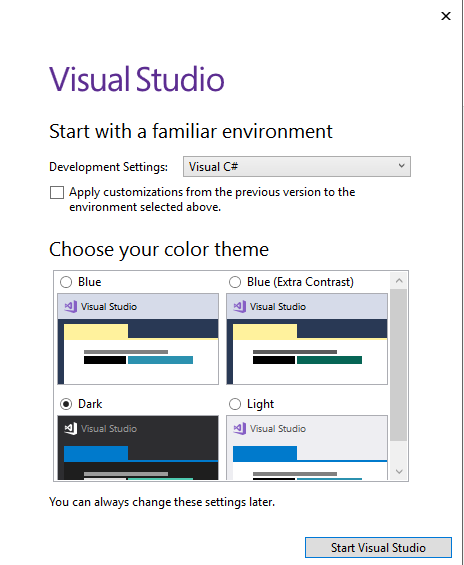 Visual Studio
Start with a familiar environment
Development Settings: Visual C#
Apply customizations from the previous version to the
environment selected above.
Choose your color theme
Blue
Blue (Extra Contrast)
Visual Studio
Visual Studio
Dark
Light
Visual Studio
Visual Studio
You can always change these settings later.
Start Visual Studio